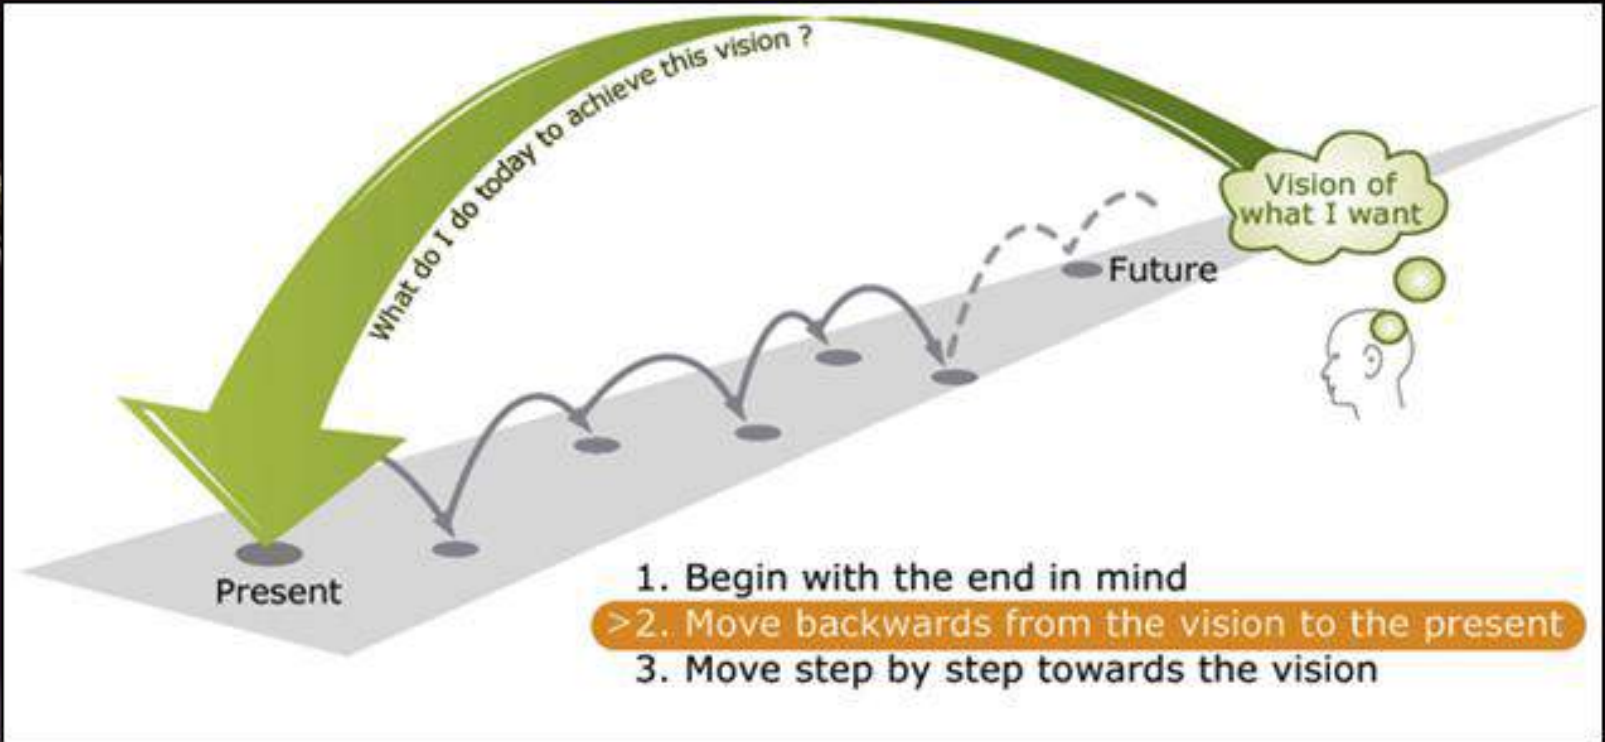 What do I do today to achieve this vision ?
Vision of
what I want
Future
Present
1. Begin with the end in mind
>2. Move backwards from the vision to the present
3. Move step by step towards the vision